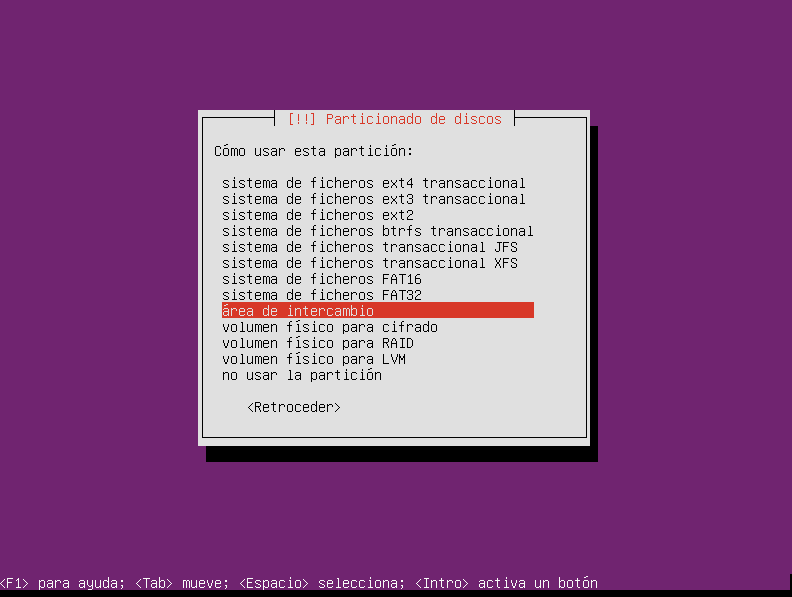 [!!] Particionado de discos
Cómo usar esta partición:
sistema de ficheros ext4 transaccional
sistema de ficheros ext3 transaccional
sistema de ficheros ext2
sistema de ficheros btrfs transaccional
sistema de ficheros transaccional JFS
sistema de ficheros transaccional XFS
sistema de ficheros FAT16
sistema de ficheros FAT32
área de intercambio
volumen físico para cifrado
volumen físico para RAID
volumen físico para LVM
no usar la partición
<Retroceder>
<F1> para ayuda; <Tab> mueve; <Espacio> selecciona; <Intro> activa un botón